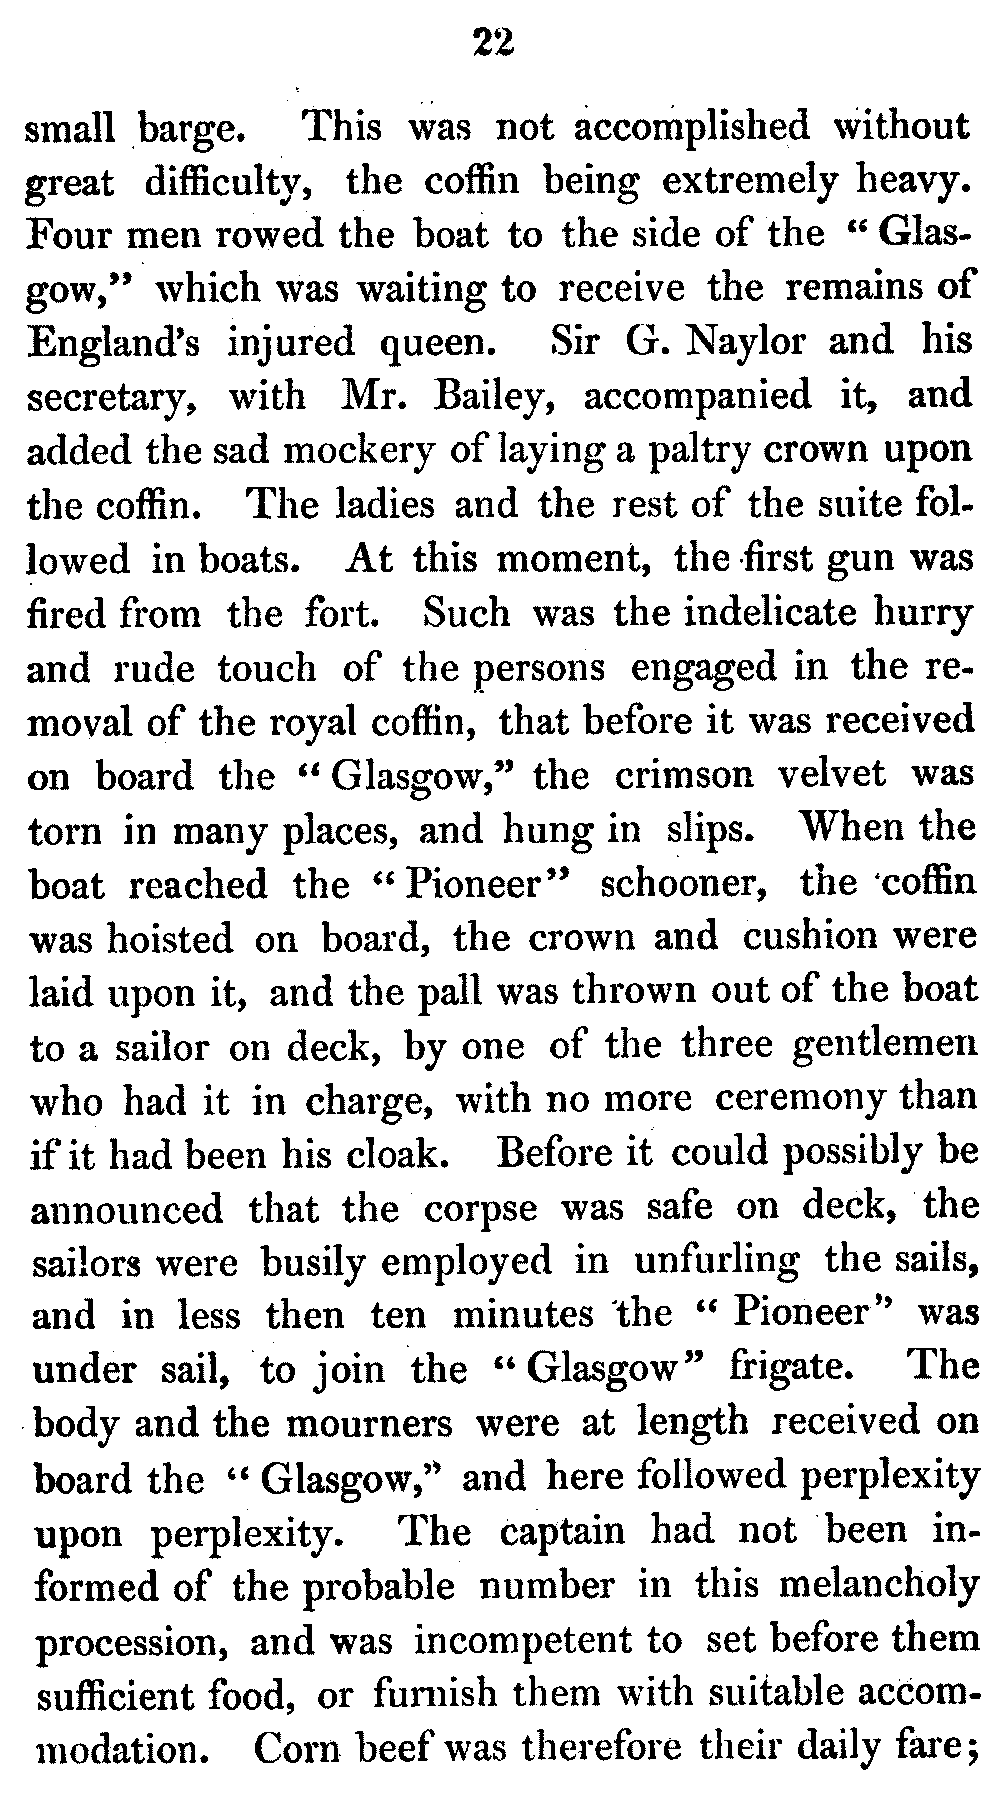 22
small barge. This was not accomplished without
great difficulty, the coffin being extremely heavy.
Four men rowed the boat to the side of the “ Glas-
gow,” which was waiting to receive the remains of
England’s injured queen. Sir G. Naylor and his
secretary, with Mr. Bailey, accompanied it, and
added the sad mockery of laying a paltry crown upon
the coffin. The ladies and the rest of the suite fol-
lowed in boats. At this moment, the first gun was
fired from the fort. Such was the indelicate hurry
and rude touch of the persons engaged in the re-
moval of the royal coffin, that before it was received
on board the “ Glasgow,” the crimson velvet was
torn in many places, and hung in slips. When the
boat reached the “ Pioneer” schooner, the coffin
was hoisted on board, the crown and cushion were
laid upon it, and the pall was thrown out of the boat
to a sailor on deck, by one of the three gentlemen
who had it in charge, with no more ceremony than
if it had been his cloak. Before it could possibly be
announced that the corpse was safe on deck, the
sailors were busily employed in unfurling the sails,
and in less then ten minutes the “ Pioneer” was
under sail, to join the “ Glasgow” frigate. The
body and the mourners were at length received on
board the “ Glasgow,” and here followed perplexity
upon perplexity. The captain had not been in-
formed of the probable number in this melancholy
procession, and was incompetent to set before them
sufficient food, or furnish them with suitable accom-
modation. Corn beef was therefore their daily fare;